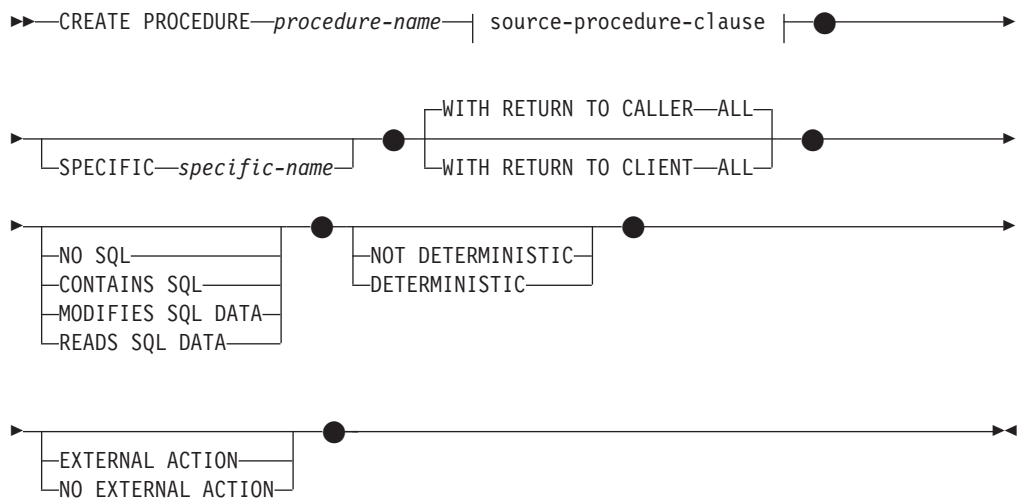 CREATE PROCEDURE procedure-name source-procedure-clause
WITH RETURN TO CALLER ALL
SPECIFIC specific-name
WITH RETURN TO CLIENT ALL
NO SQL
CONTAINS SQL
MODIFIES SQL DATA
READS SQL DATA
NOT DETERMINISTIC
DETERMINISTIC
EXTERNAL ACTION
NO EXTERNAL ACTION